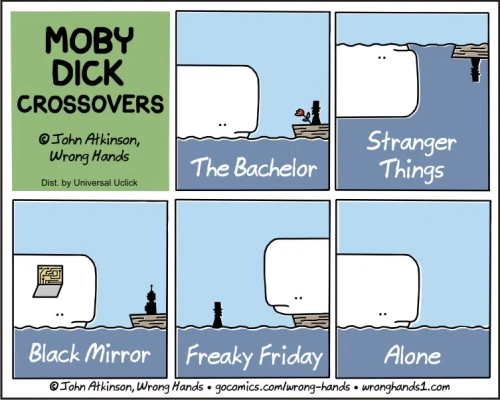 MOBY
DICK
CROSSOVERS
© John Atkinson,
Wrong Hands
Dist. by Universal Uclick
The Bachelor
Stranger
Things
Black Mirror
Freaky Friday
Alone
© John Atkinson, Wrong Hands • gocomics.com/wrong-hands • wronghands1.com